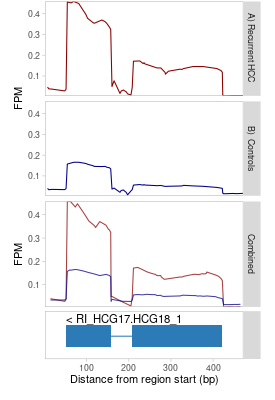 0.4
0.3
0.2
0.1
FPM
A) Recurrent HCC
0.4
0.3
0.2
0.1
B) Controls
0.4
0.3
0.2
0.1
FPM
Combined
< RI_HCG17.HCG18_1
100
200
300
400
Distance from region start (bp)